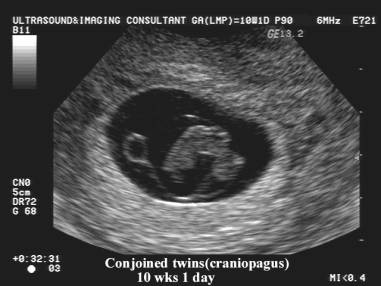 ULTRASOUND&IMAGING CONSULTANT GA(LMP)=10W1D P90 6MHz E721
B11
GE13.2
CN0
5cm
DR72
G 68
+0:32:31
03
Conjoined twins(craniopagus)
10 wks 1 day
MI<0.4